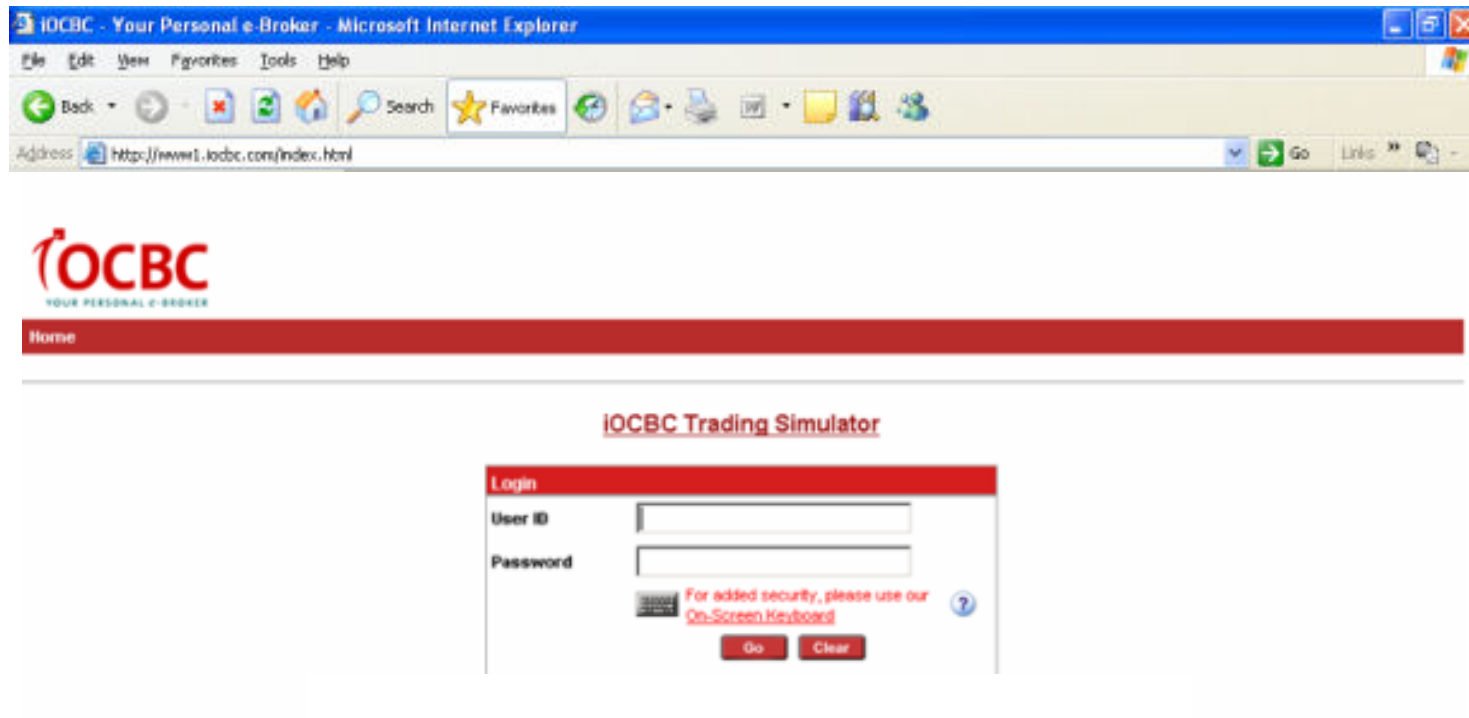 iOCBC - Your Personal e-Broker - Microsoft Internet Explorer
File Edit View Favorites Tools Help
Back Search Favorites
Address http://www1.iocbc.com/index.html Go Links »
iOCBC
YOUR PERSONAL e-BROKER
Home
iOCBC Trading Simulator
Login
User ID
Password
For added security, please use our
On-Screen Keyboard
?
Go Clear